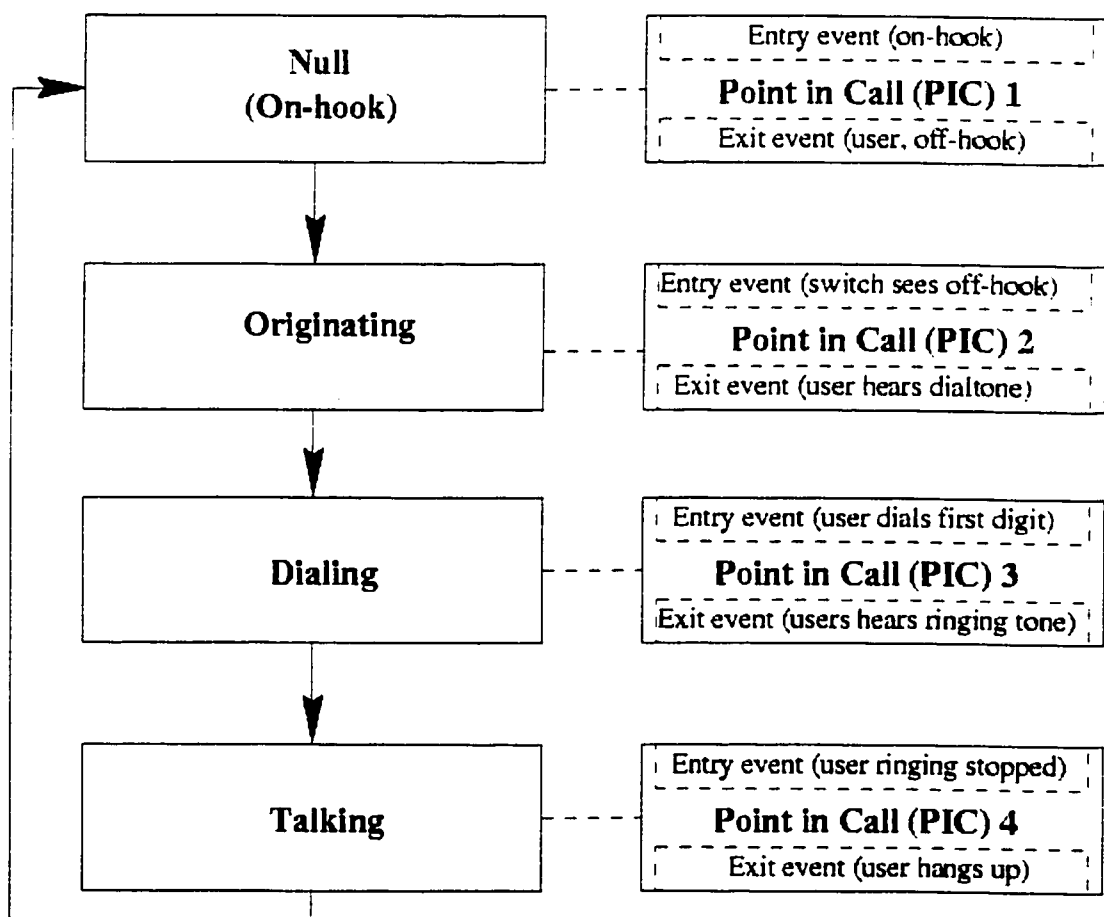 Null
(On-hook)
Entry event (on-hook)
Point in Call (PIC) 1
Exit event (user, off-hook)
Originating
Entry event (switch sees off-hook)
Point in Call (PIC) 2
Exit event (user hears dialtone)
Dialing
Entry event (user dials first digit)
Point in Call (PIC) 3
Exit event (users hears ringing tone)
Talking
Entry event (user ringing stopped)
Point in Call (PIC) 4
Exit event (user hangs up)